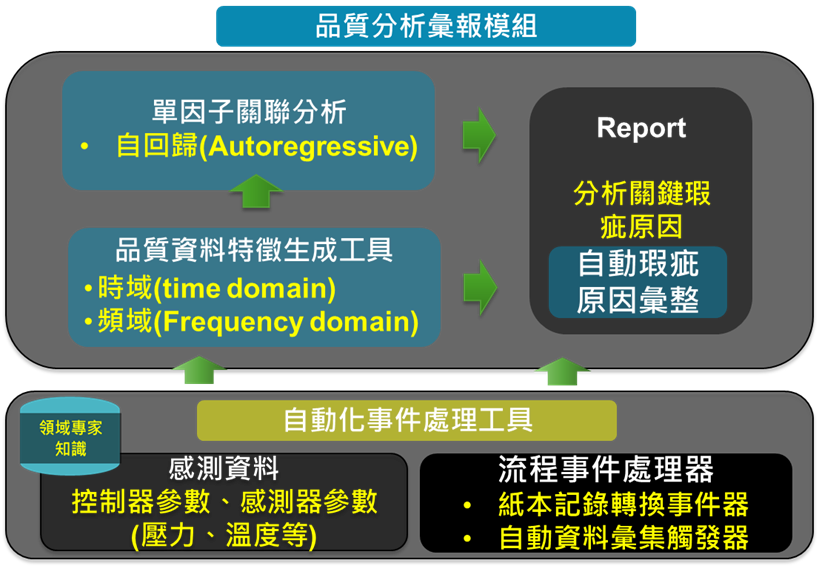 品質分析彙報模組
單因子關聯分析
• 自回歸(Autoregressive)
品質資料特徵生成工具
•時域(time domain)
•頻域(Frequency domain)
Report
分析關鍵瑕
疵原因
自動瑕疵
原因彙整
自動化事件處理工具
領域專家
知識
感測資料
控制器參數、感測器參數
(壓力、溫度等)
流程事件處理器
• 紙本記錄轉換事件器
• 自動資料彙集觸發器